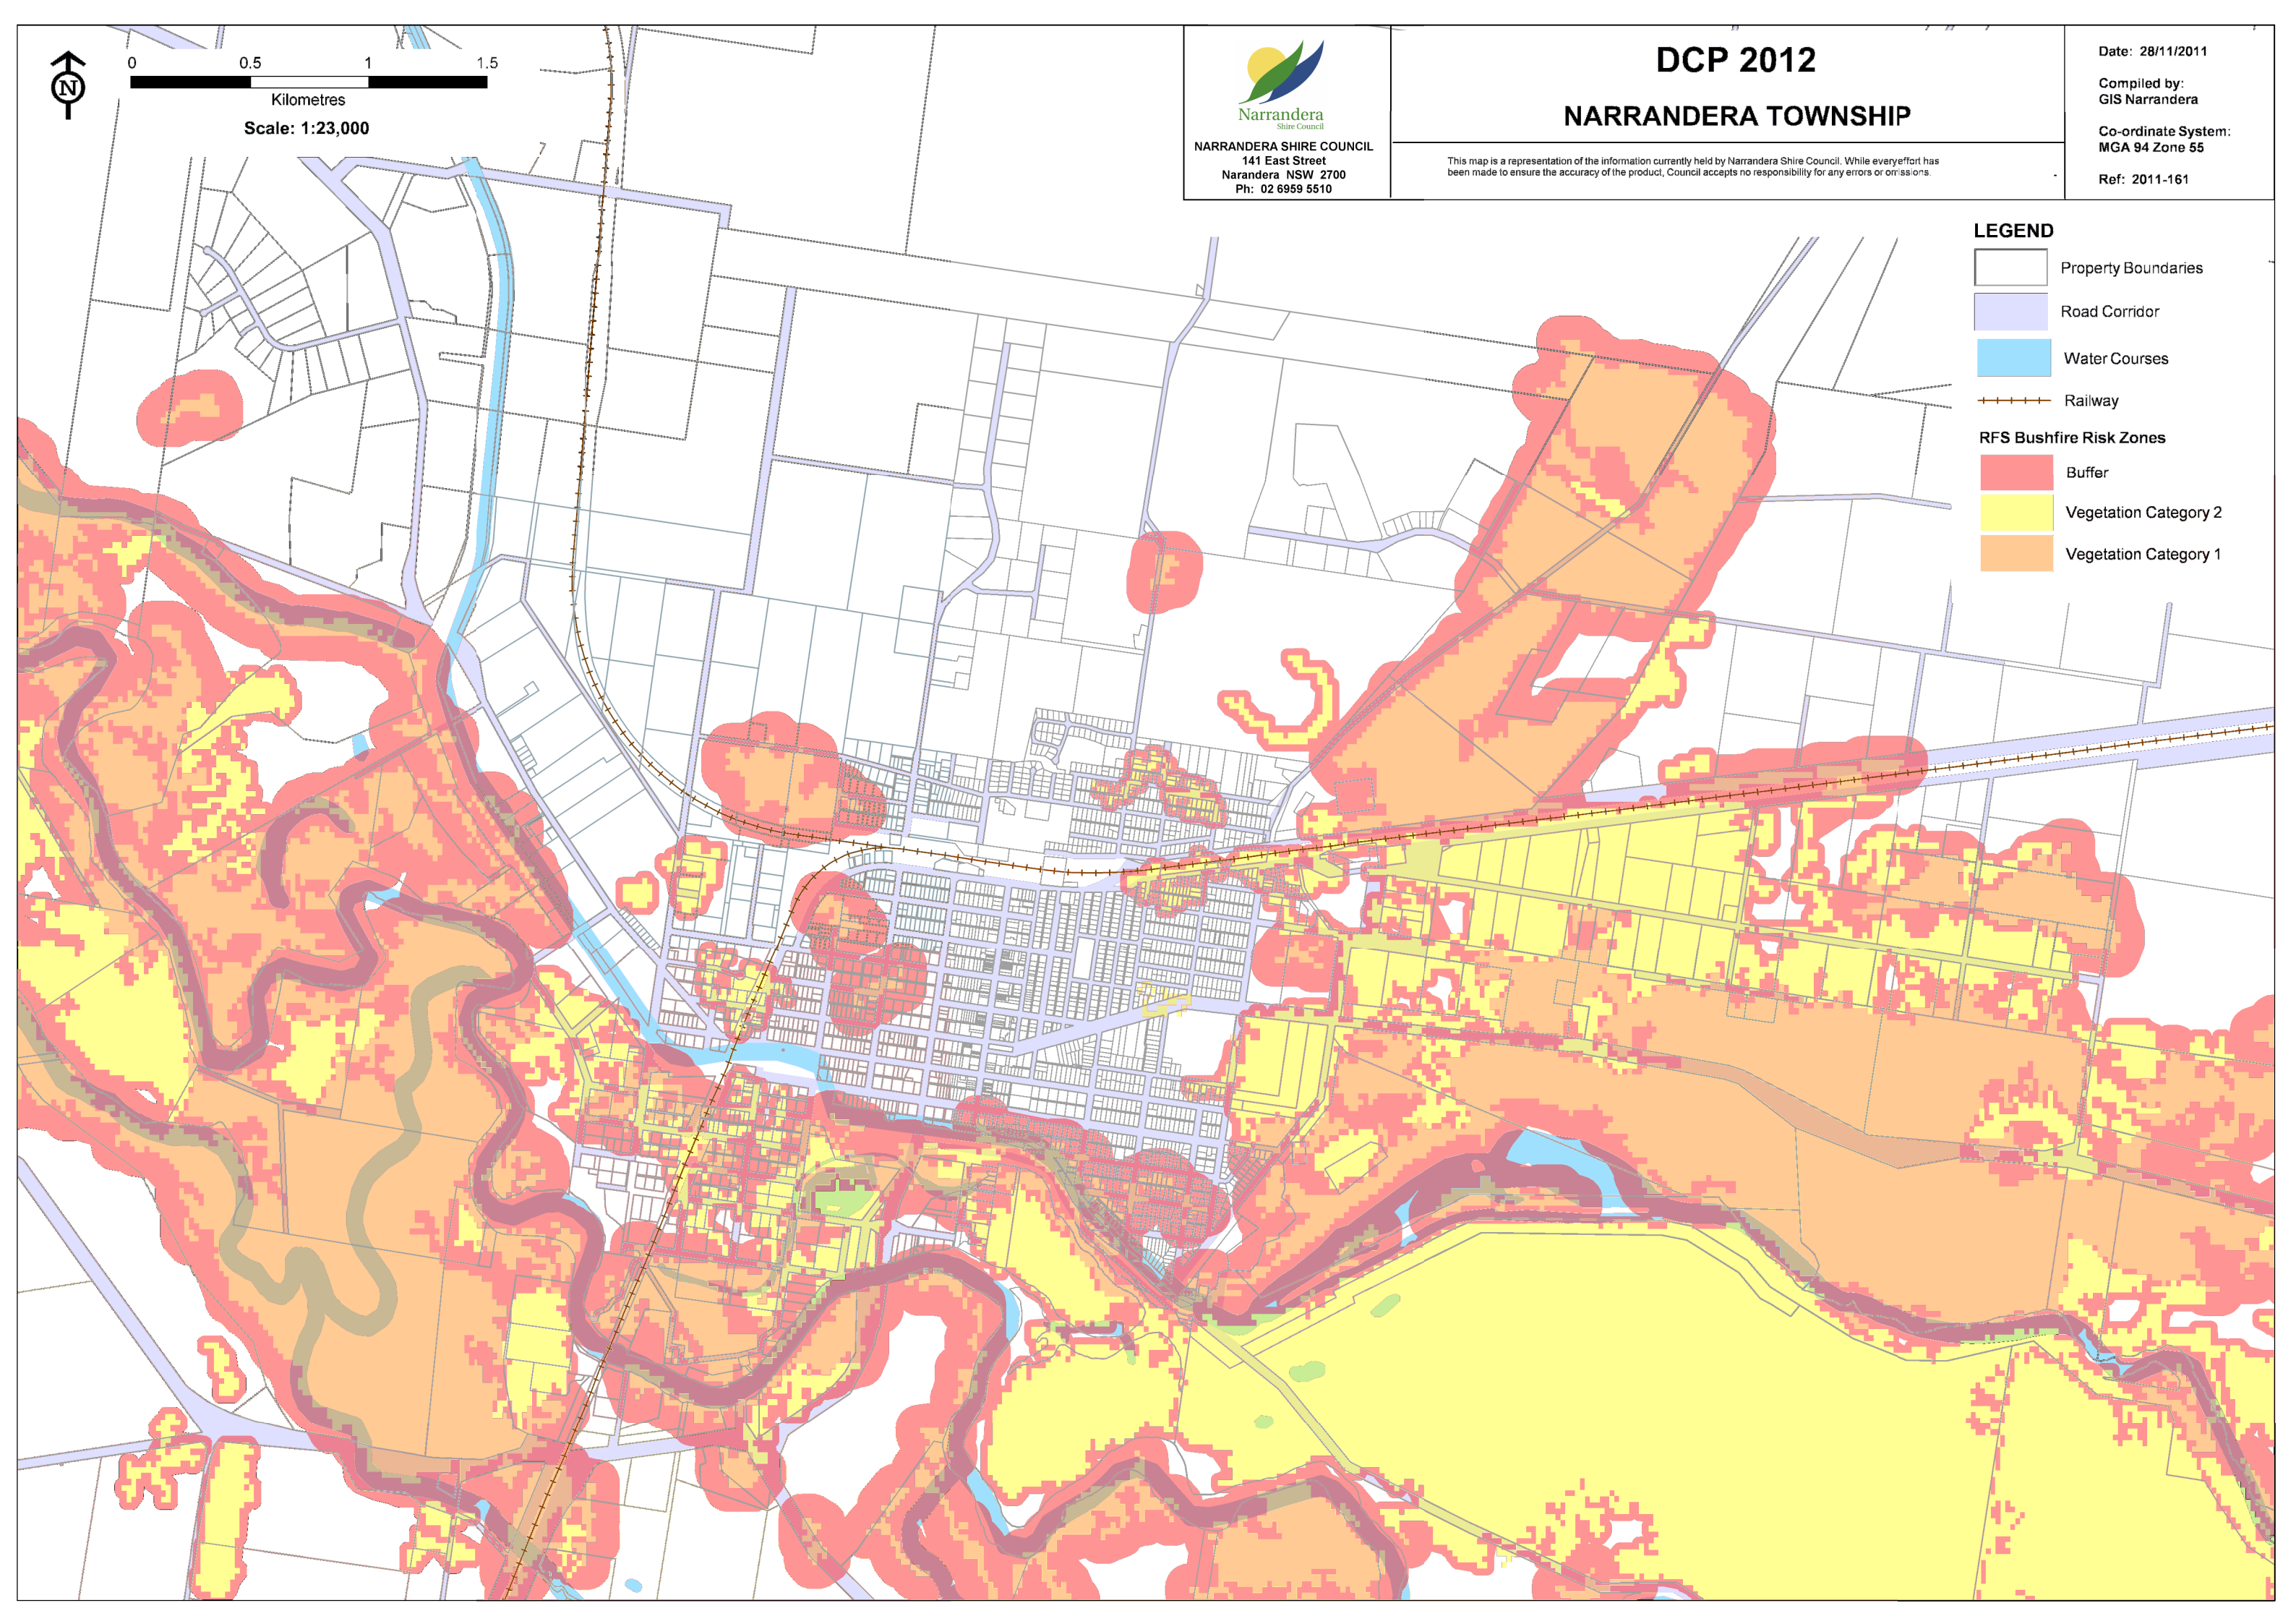 N
0 0.5 1 1.5
Kilometres
Scale: 1:23,000
Narrandera
Shire Council
NARRANDERA SHIRE COUNCIL
141 East Street
Narandera NSW 2700
Ph: 02 6959 5510
DCP 2012
NARRANDERA TOWNSHIP
This map is a representation of the information currently held by Narrandera Shire Council. While everyeffort has
been made to ensure the accuracy of the product, Council accepts no responsibility for any errors or omissions.
Date: 28/11/2011
Compiled by:
GIS Narrandera
Co-ordinate System:
MGA 94 Zone 55
Ref: 2011-161
LEGEND
Property Boundaries
Road Corridor
Water Courses
Railway
RFS Bushfire Risk Zones
Buffer
Vegetation Category 2
Vegetation Category 1